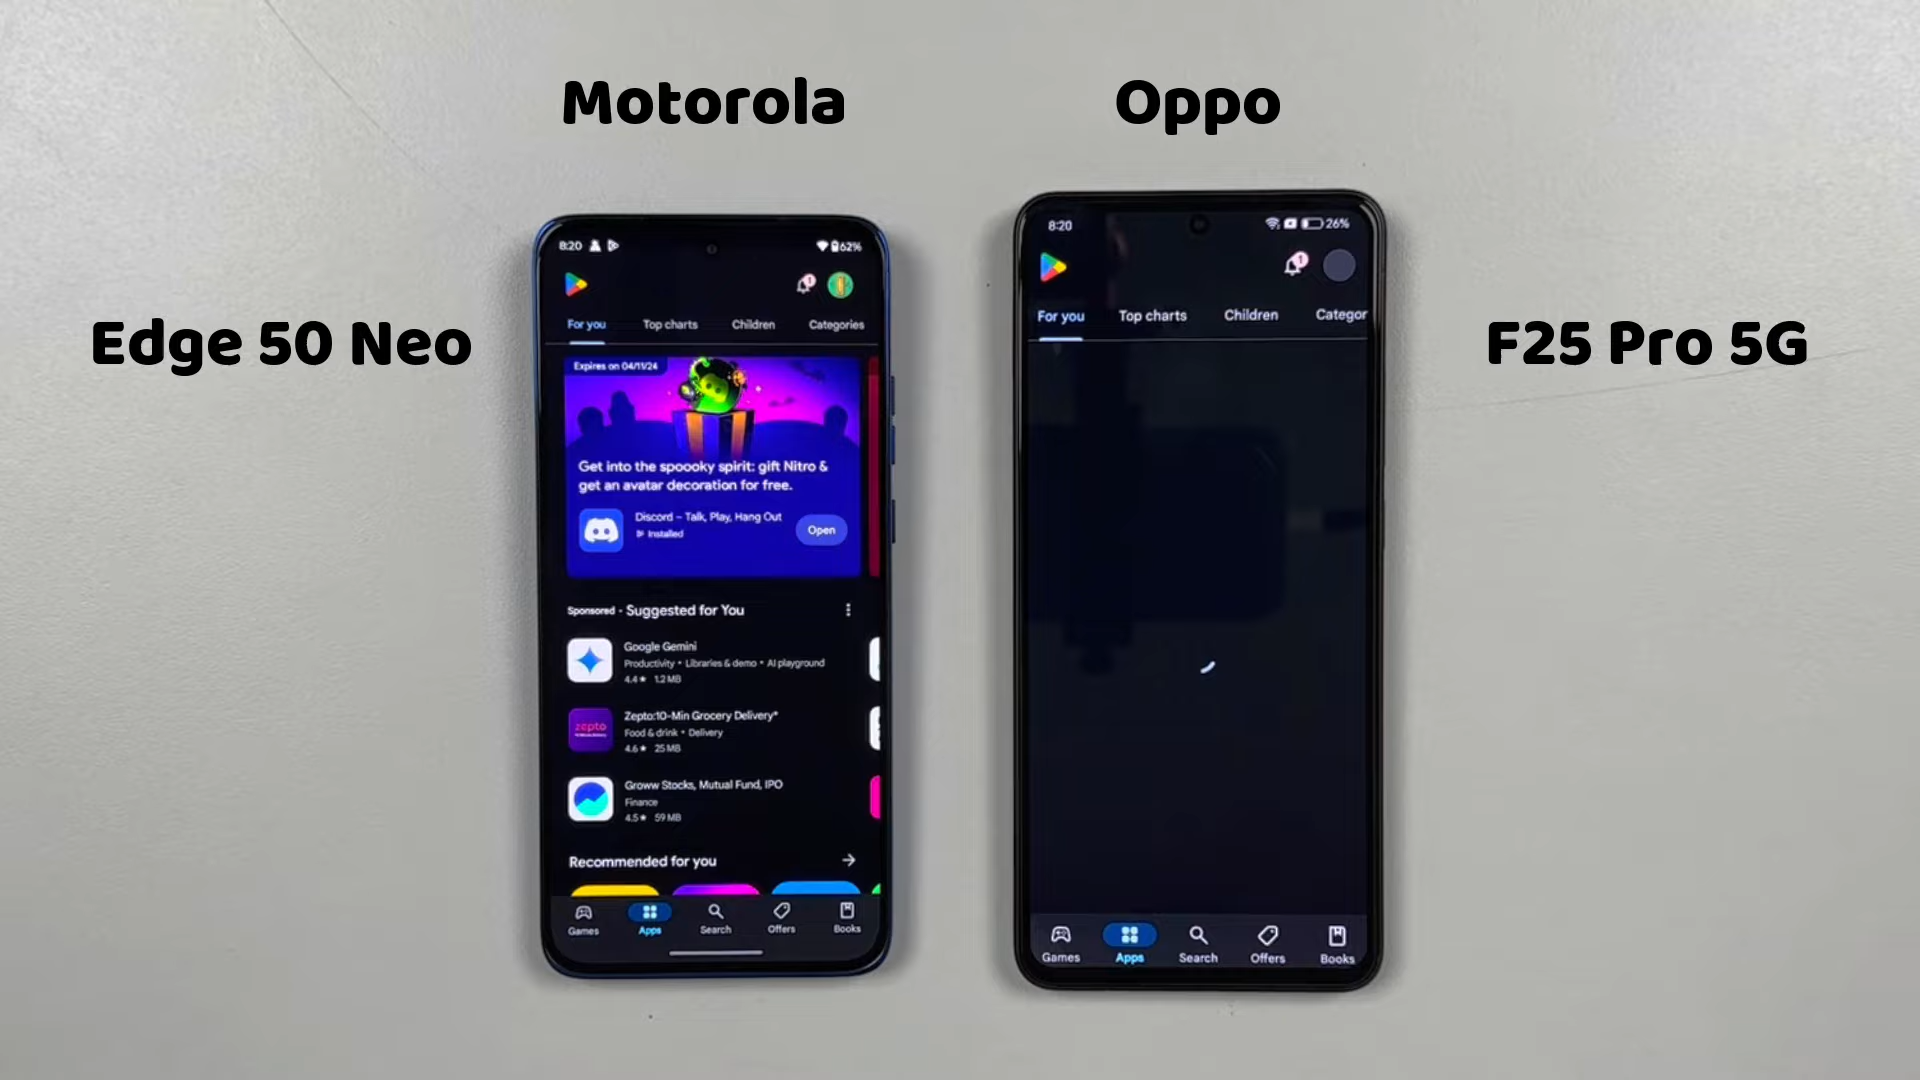 Motorola
Oppo
Edge 50 Neo
F25 Pro 5G
8:20
62%
For you
Top charts
Children
Categories
Expires on 04/11/24
Get into the spoooky spirit: gift Nitro &
get an avatar decoration for free.
Discord – Talk, Play, Hang Out
Installed
Open
Sponsored • Suggested for You
Google Gemini
Productivity • Libraries & demo • AI playground
4.4★ 1.2 MB
zepto
Zepto:10-Min Grocery Delivery*
Food & drink • Delivery
4.6★ 25 MB
Groww Stocks, Mutual Fund, IPO
Finance
4.5★ 59 MB
Recommended for you
Games
Apps
Search
Offers
Books
8:20
26%
1
For you
Top charts
Children
Categor
Games
Apps
Search
Offers
Books